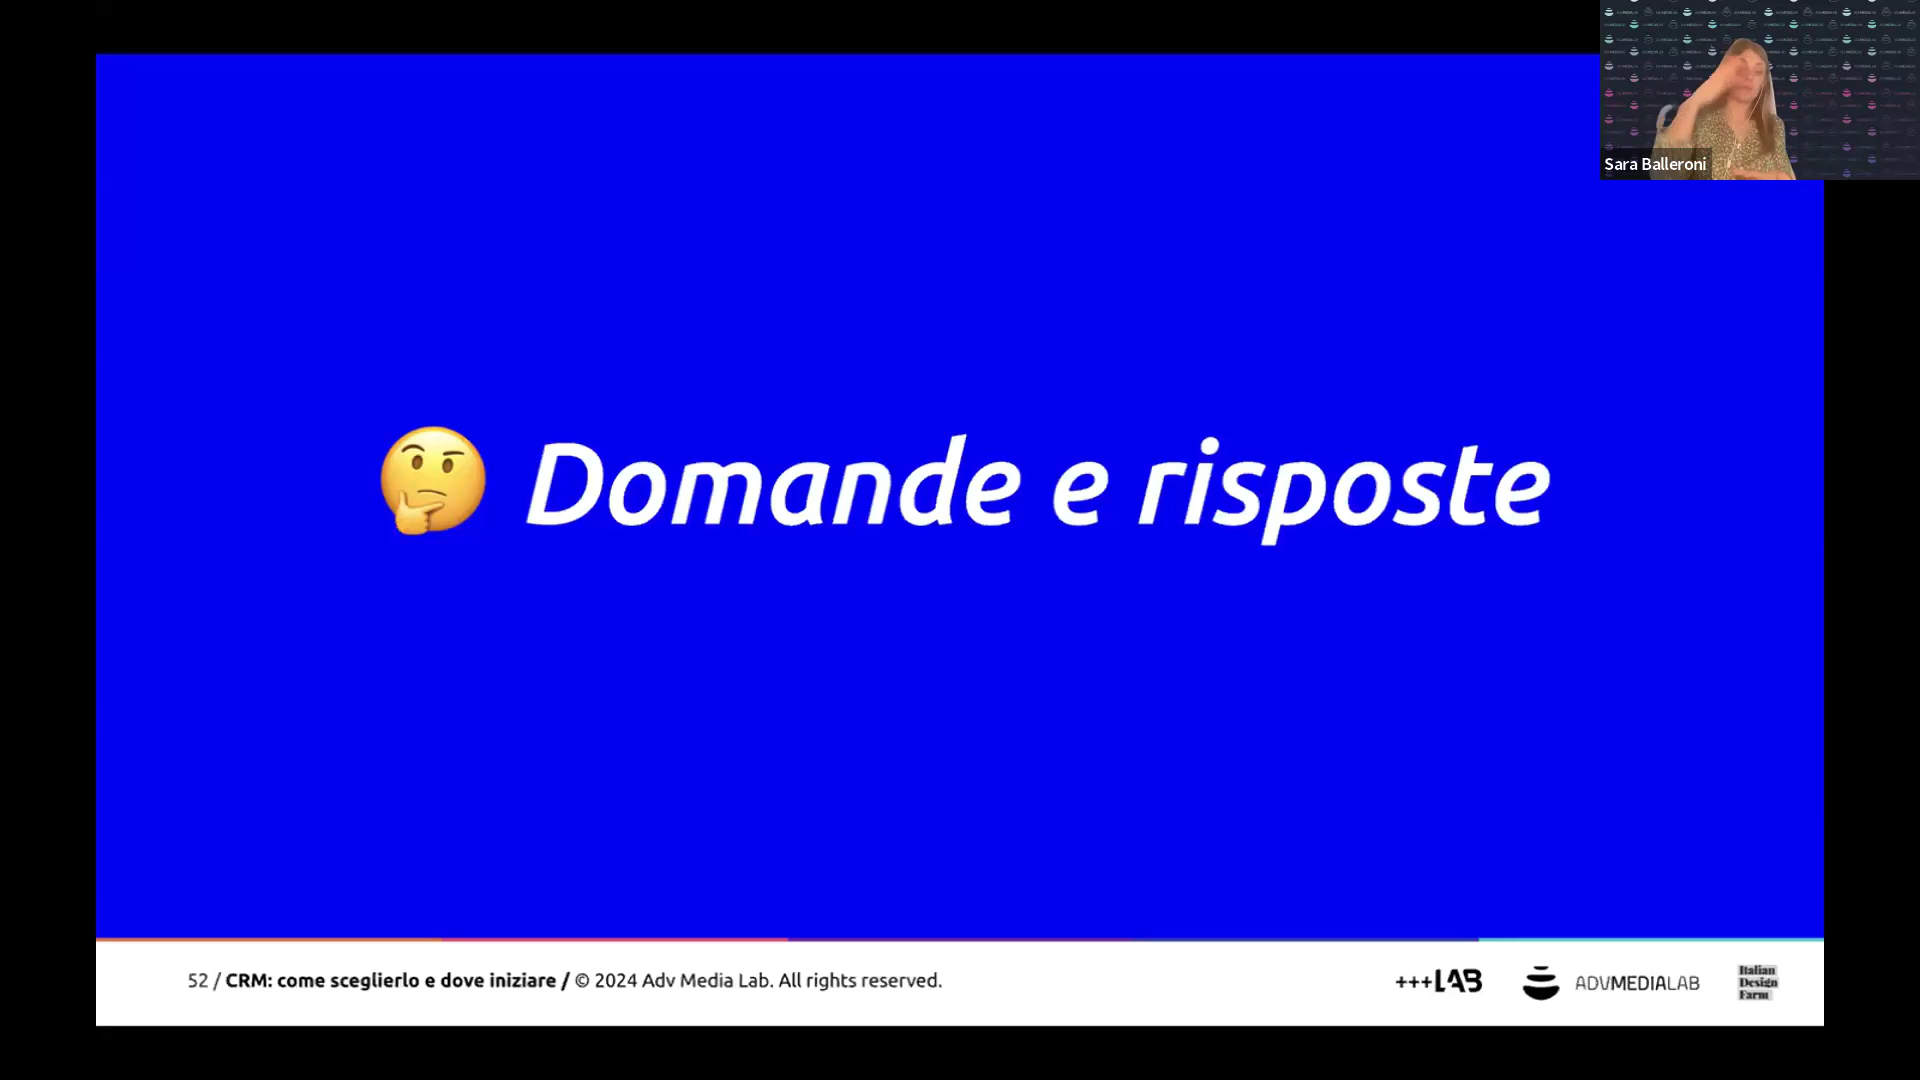 Sara Balleroni
Domande e risposte
52 / CRM: come sceglierlo e dove iniziare / © 2024 Adv Media Lab. All rights reserved.
+++LAB
ADVMEDIALAB
Italian
Design
Farm